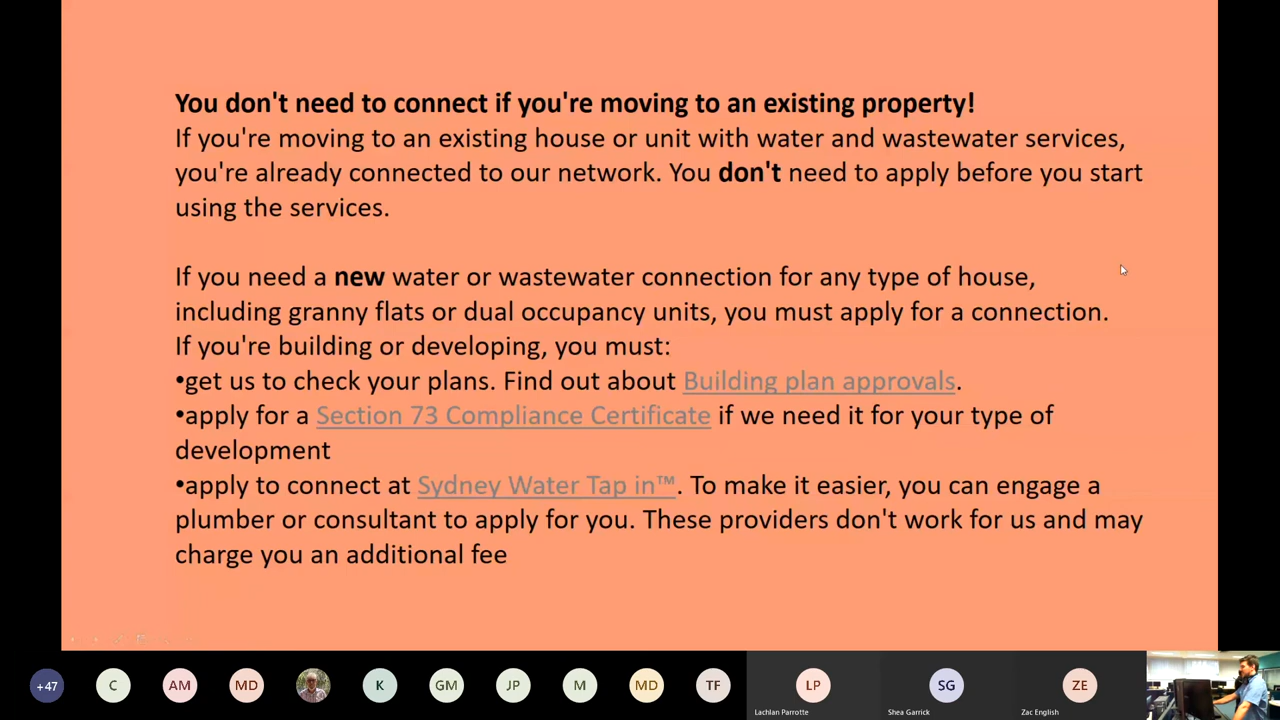 You don't need to connect if you're moving to an existing property!
If you're moving to an existing house or unit with water and wastewater services,
you're already connected to our network. You don't need to apply before you start
using the services.
If you need a new water or wastewater connection for any type of house,
including granny flats or dual occupancy units, you must apply for a connection.
If you're building or developing, you must:
•get us to check your plans. Find out about Building plan approvals.
•apply for a Section 73 Compliance Certificate if we need it for your type of
development
•apply to connect at Sydney Water Tap in™. To make it easier, you can engage a
plumber or consultant to apply for you. These providers don't work for us and may
charge you an additional fee
+47 C AM MD K GM JP M MD TF LP SG ZE
Lachlan Parrotte Shea Garrick Zac English